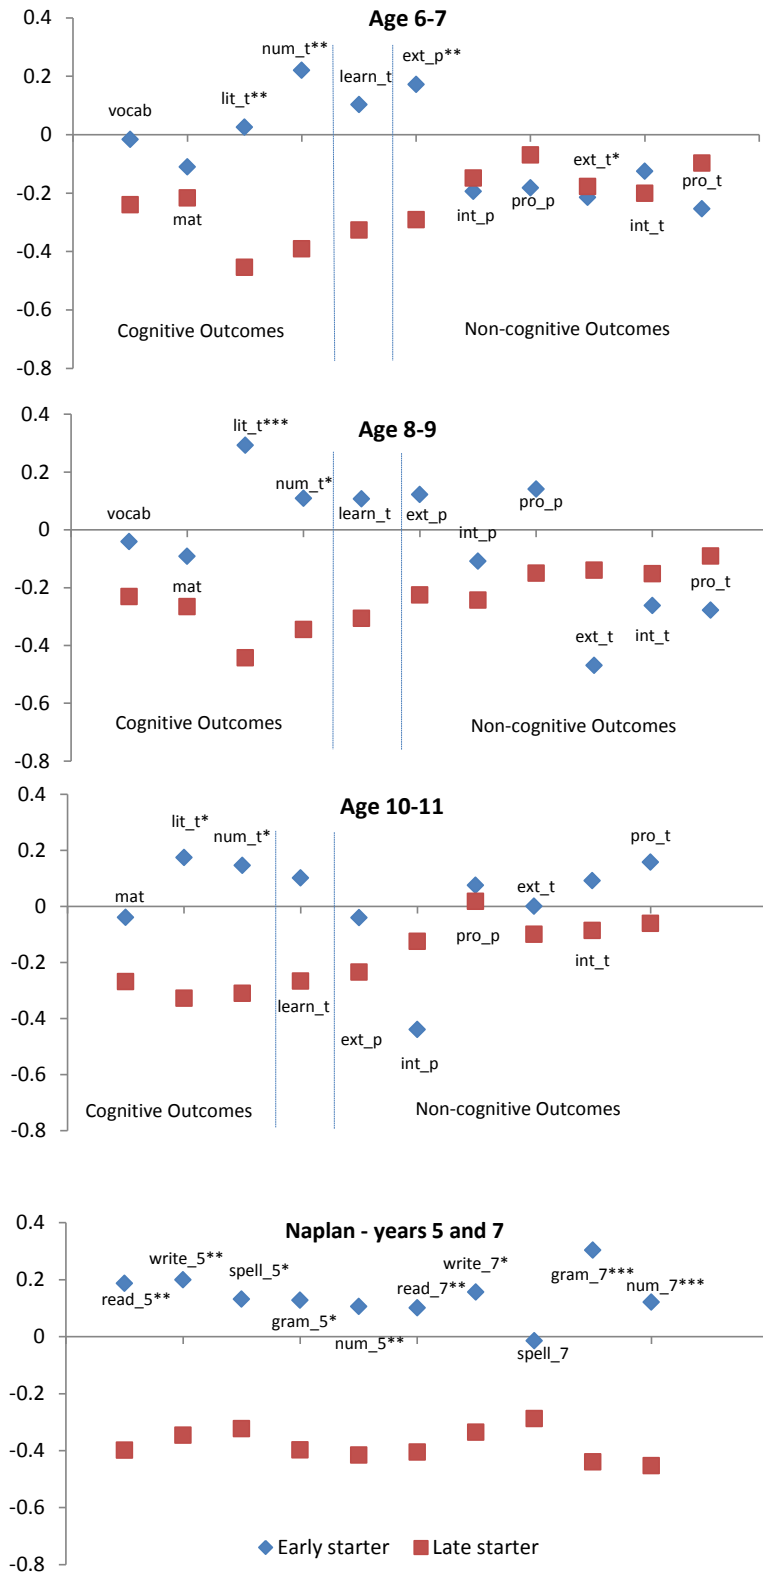 Age 6-7
0.4
0.2
0
-0.2
-0.4
-0.6
-0.8
vocab
mat
lit_t**
num_t**
learn_t
ext_p**
int_p
pro_p
ext_t*
int_t
pro_t
Cognitive Outcomes
Non-cognitive Outcomes
Age 8-9
0.4
0.2
0
-0.2
-0.4
-0.6
-0.8
vocab
mat
lit_t***
num_t*
learn_t
ext_p
int_p
pro_p
ext_t
int_t
pro_t
Cognitive Outcomes
Non-cognitive Outcomes
Age 10-11
0.4
0.2
0
-0.2
-0.4
-0.6
-0.8
mat
lit_t*
num_t*
learn_t
ext_p
int_p
pro_p
ext_t
int_t
pro_t
Cognitive Outcomes
Non-cognitive Outcomes
Naplan - years 5 and 7
0.4
0.2
0
-0.2
-0.4
-0.6
-0.8
read_5**
write_5**
spell_5*
gram_5*
num_5**
read_7**
write_7*
spell_7
gram_7***
num_7***
Early starter
Late starter